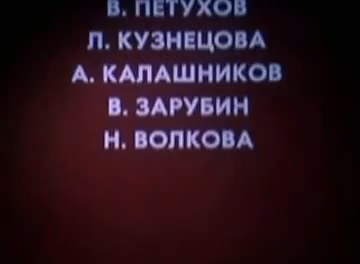 В. ПЕТУХОВ
Л. КУЗНЕЦОВА
А. КАЛАШНИКОВ
В. ЗАРУБИН
Н. ВОЛКОВА